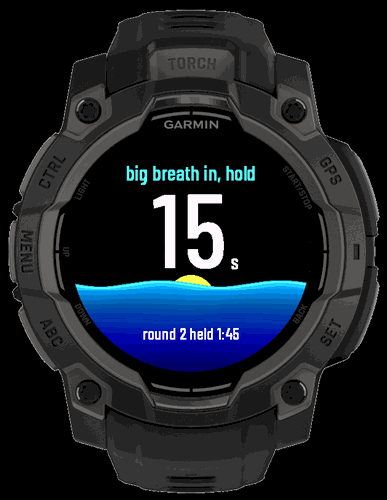 TORCH
GARMIN
CTRL
GPS
LIGHT
START/STOP
big breath in, hold
15 s
MENU
UP
DOWN
BACK
round 2 held 1:45
ABC
SET